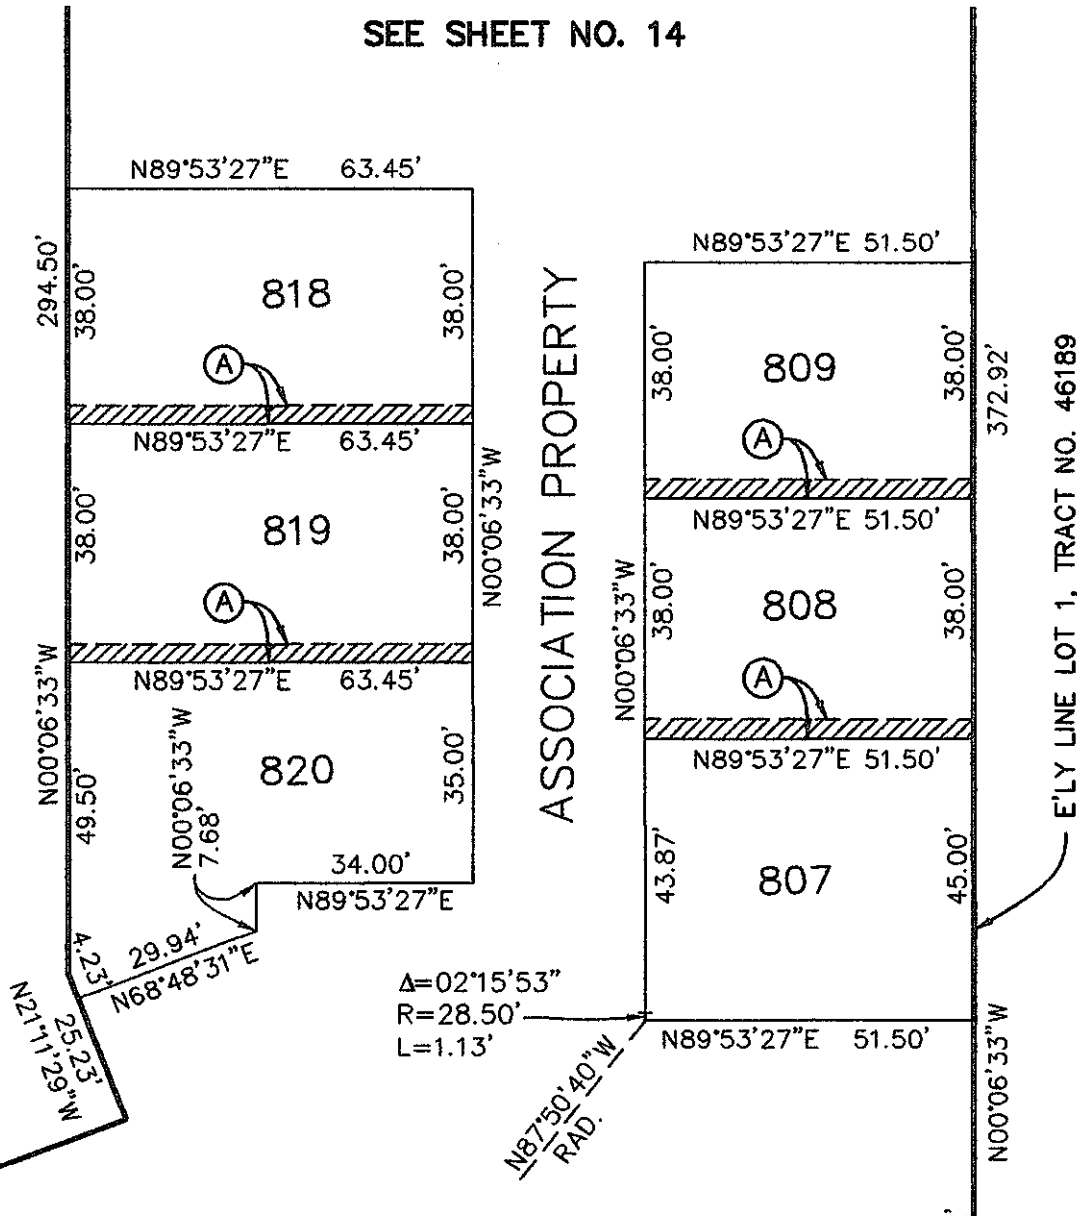 SEE SHEET NO. 14
N89°53'27"E 63.45'
294.50'
38.00'
818
38.00'
A
N89°53'27"E 63.45'
38.00'
819
38.00'
N00°06'33"W
A
N89°53'27"E 63.45'
N00°06'33"W
49.50'
N00°06'33"W
7.68'
820
35.00'
34.00'
N89°53'27"E
4.23'
29.94'
N68°48'31"E
25.23'
N21°11'29"W
ASSOCIATION PROPERTY
N89°53'27"E 51.50'
38.00'
809
38.00'
372.92'
A
N89°53'27"E 51.50'
N00°06'33"W
38.00'
808
38.00'
A
N89°53'27"E 51.50'
43.87'
807
45.00'
Δ=02°15'53"
R=28.50'
L=1.13'
N89°53'27"E 51.50'
N87°50'40"W
RAD.
N00°06'33"W
E'LY LINE LOT 1, TRACT NO. 46189